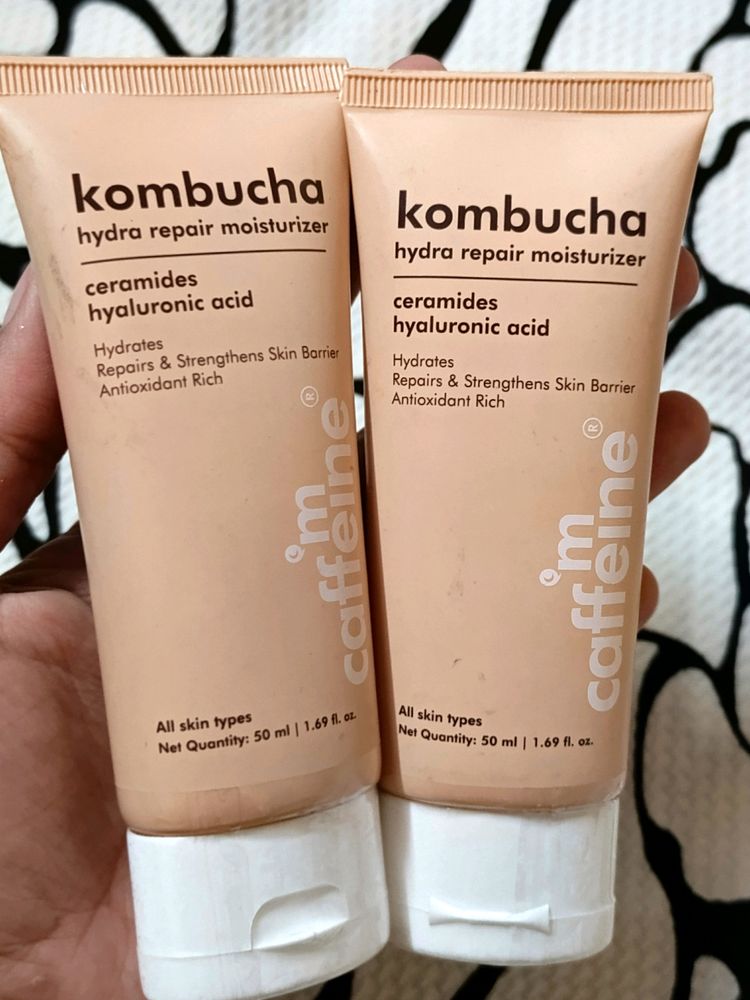 kombucha
hydra repair moisturizer
ceramides
hyaluronic acid
Hydrates
Repairs & Strengthens Skin Barrier
Antioxidant Rich
m
caffeine®
All skin types
Net Quantity: 50 ml | 1.69 fl. oz.
kombucha
hydra repair moisturizer
ceramides
hyaluronic acid
Hydrates
Repairs & Strengthens Skin Barrier
Antioxidant Rich
m
caffeine®
All skin types
Net Quantity: 50 ml | 1.69 fl. oz.